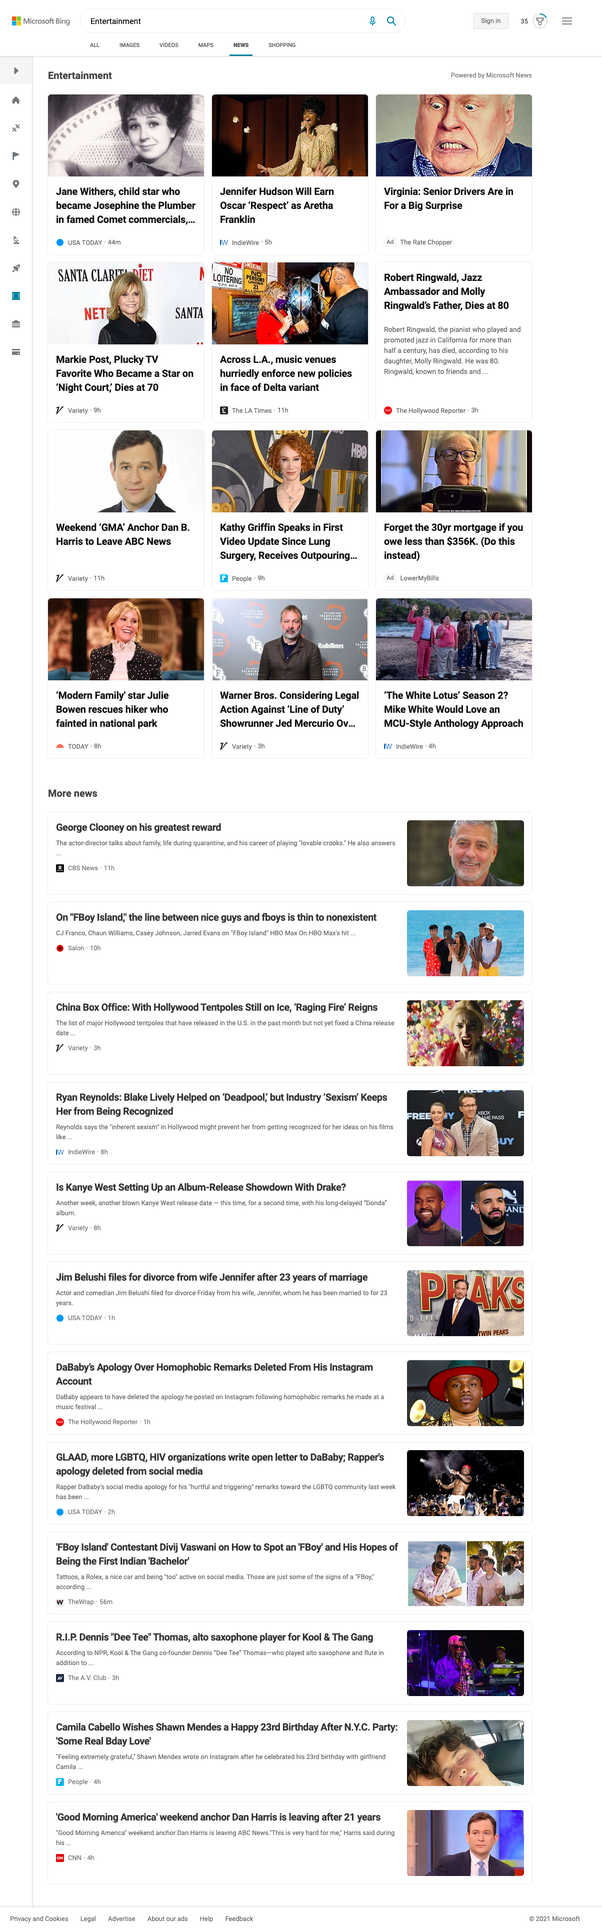 Microsoft Bing
Entertainment
Sign in
35
ALL IMAGES VIDEOS MAPS NEWS SHOPPING
Entertainment
Powered by Microsoft News
Jane Withers, child star who
became Josephine the Plumber
in famed Comet commercials,...
USA TODAY · 44m
Jennifer Hudson Will Earn
Oscar 'Respect' as Aretha
Franklin
IW IndieWire · 5h
Virginia: Senior Drivers Are in
For a Big Surprise
Ad The Rate Chopper
SANTA CLARITA DIET
NETF
SANTA
Markie Post, Plucky TV
Favorite Who Became a Star on
'Night Court,' Dies at 70
Variety · 9h
NO
LOITERING
Across L.A., music venues
hurriedly enforce new policies
in face of Delta variant
The LA Times · 11h
Robert Ringwald, Jazz
Ambassador and Molly
Ringwald's Father, Dies at 80
Robert Ringwald, the pianist who played and
promoted jazz in California for more than
half a century, has died, according to his
daughter, Molly Ringwald. He was 80.
Ringwald, known to friends and ...
The Hollywood Reporter · 3h
Weekend 'GMA' Anchor Dan B.
Harris to Leave ABC News
Variety · 11h
HBO
Kathy Griffin Speaks in First
Video Update Since Lung
Surgery, Receives Outpouring...
People · 9h
Forget the 30yr mortgage if you
owe less than $356K. (Do this
instead)
Ad LowerMyBills
'Modern Family' star Julie
Bowen rescues hiker who
fainted in national park
TODAY · 8h
BFI
RadioTimes
Warner Bros. Considering Legal
Action Against 'Line of Duty'
Showrunner Jed Mercurio Ov...
Variety · 3h
'The White Lotus' Season 2?
Mike White Would Love an
MCU-Style Anthology Approach
IW IndieWire · 4h
More news
George Clooney on his greatest reward
The actor-director talks about family, life during quarantine, and his career of playing "lovable crooks." He also answers
...
CBS News · 11h
On "FBoy Island," the line between nice guys and fboys is thin to nonexistent
CJ Franco, Chaun Williams, Casey Johnson, Jarred Evans on "FBoy Island" HBO Max On HBO Max's hit ...
Salon · 10h
China Box Office: With Hollywood Tentpoles Still on Ice, 'Raging Fire' Reigns
The list of major Hollywood tentpoles that have released in the U.S. in the past month but not yet fixed a China release
date ...
Variety · 3h
Ryan Reynolds: Blake Lively Helped on 'Deadpool,' but Industry 'Sexism' Keeps
Her from Being Recognized
Reynolds says the "inherent sexism" in Hollywood might prevent her from getting recognized for her ideas on his films
like ...
IW IndieWire · 8h
FREE GUY
XBOX
GAME PASS
FREE
GUY
Is Kanye West Setting Up an Album-Release Showdown With Drake?
Another week, another blown Kanye West release date — this time, for a second time, with his long-delayed "Donda"
album.
Variety · 8h
Jim Belushi files for divorce from wife Jennifer after 23 years of marriage
Actor and comedian Jim Belushi filed for divorce Friday from his wife, Jennifer, whom he has been married to for 23
years.
USA TODAY · 1h
PEAKS
TWIN PEAKS
DaBaby's Apology Over Homophobic Remarks Deleted From His Instagram
Account
DaBaby appears to have deleted the apology he posted on Instagram following homophobic remarks he made at a
music festival ...
The Hollywood Reporter · 1h
GLAAD, more LGBTQ, HIV organizations write open letter to DaBaby; Rapper's
apology deleted from social media
Rapper DaBaby's social media apology for his "hurtful and triggering" remarks toward the LGBTQ community last week
has been ...
USA TODAY · 2h
'FBoy Island' Contestant Divij Vaswani on How to Spot an 'FBoy' and His Hopes of
Being the First Indian 'Bachelor'
Tattoos, a Rolex, a nice car and being "too" active on social media. Those are just some of the signs of a "FBoy,"
according ...
W TheWrap · 56m
R.I.P. Dennis "Dee Tee" Thomas, alto saxophone player for Kool & The Gang
According to NPR, Kool & The Gang co-founder Dennis "Dee Tee" Thomas—who played alto saxophone and flute in
addition to ...
The A.V. Club · 3h
Camila Cabello Wishes Shawn Mendes a Happy 23rd Birthday After N.Y.C. Party:
'Some Real Bday Love'
"Feeling extremely grateful," Shawn Mendes wrote on Instagram after he celebrated his 23rd birthday with girlfriend
Camila ...
People · 4h
'Good Morning America' weekend anchor Dan Harris is leaving after 21 years
"Good Morning America" weekend anchor Dan Harris is leaving ABC News."This is very hard for me," Harris said during
his ...
CNN · 4h
Privacy and Cookies Legal Advertise About our ads Help Feedback
© 2021 Microsoft